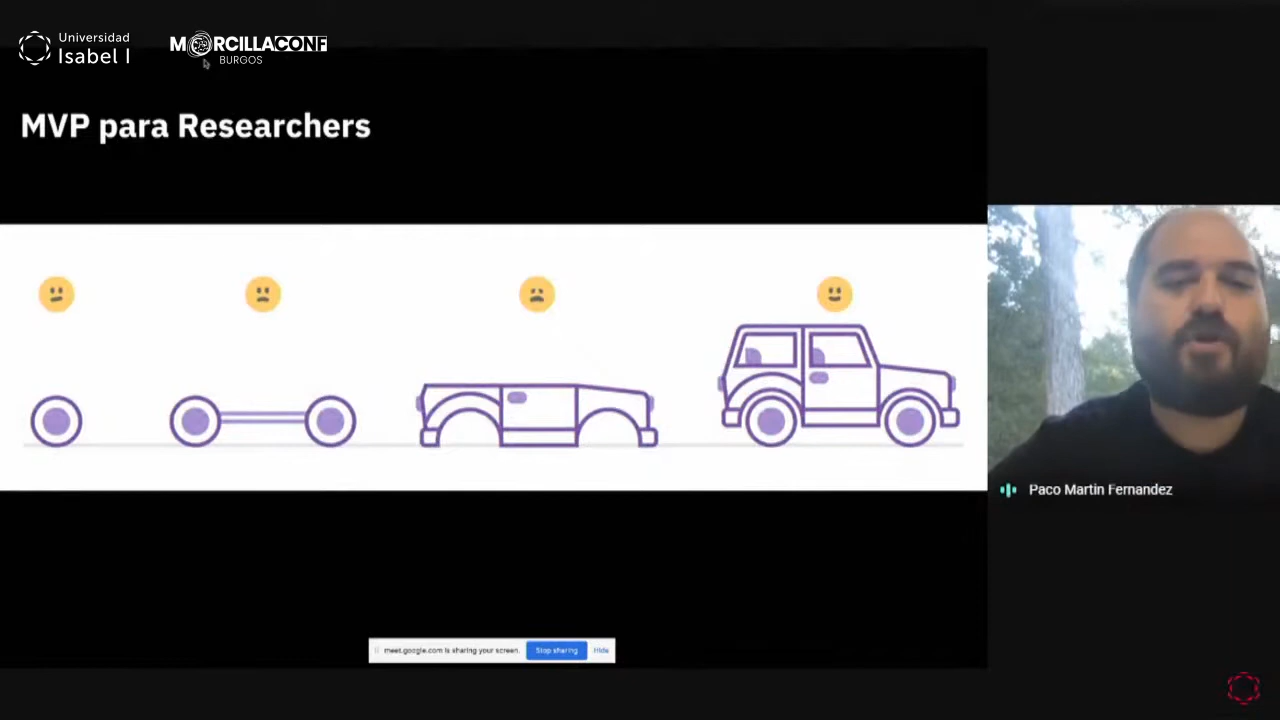 Universidad
Isabel I
MORCILLACONF
BURGOS
MVP para Researchers
Paco Martin Fernandez
meet.google.com is sharing your screen.
Stop sharing
Hide